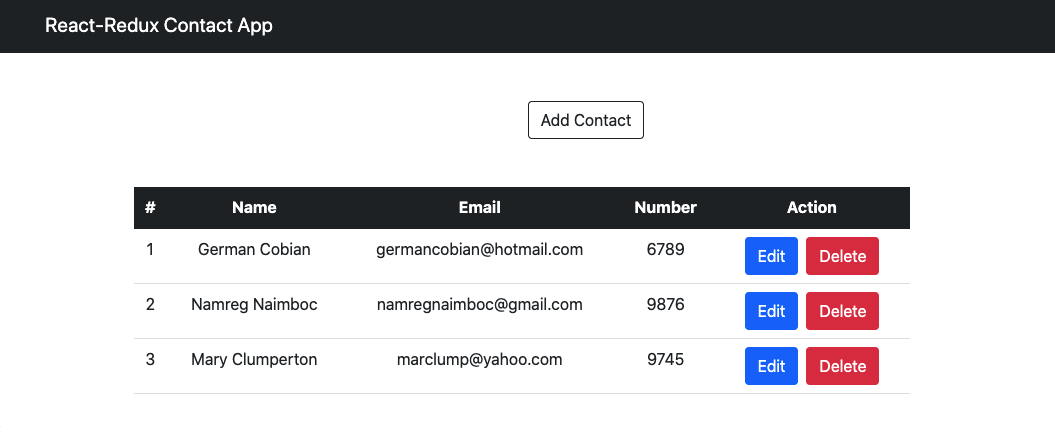 React-Redux Contact App
Add Contact
# Name Email Number Action
1 German Cobian germancobian@hotmail.com 6789 Edit Delete
2 Namreg Naimboc namregnaimboc@gmail.com 9876 Edit Delete
3 Mary Clumperton marclump@yahoo.com 9745 Edit Delete